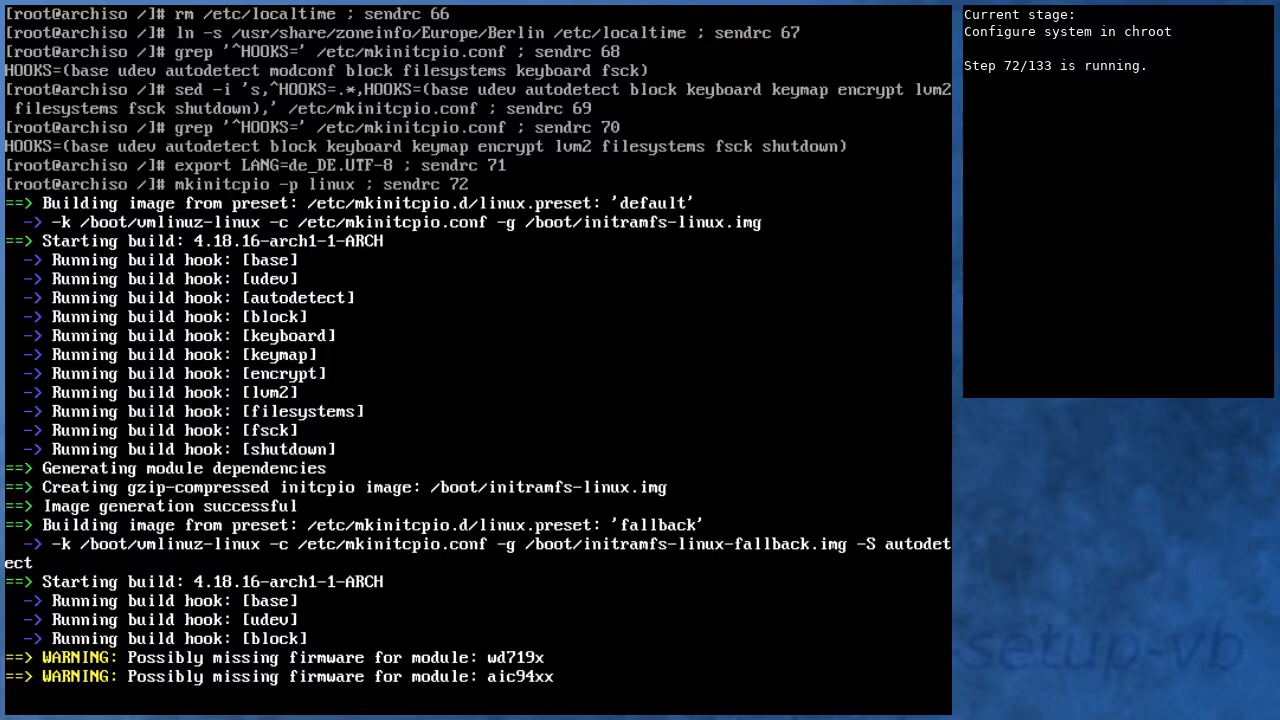 [root@archiso /]# rm /etc/localtime ; sendrc 66
[root@archiso /]# ln -s /usr/share/zoneinfo/Europe/Berlin /etc/localtime ; sendrc 67
[root@archiso /]# grep '^HOOKS=' /etc/mkinitcpio.conf ; sendrc 68
HOOKS=(base udev autodetect modconf block filesystems keyboard fsck)
[root@archiso /]# sed -i 's,^HOOKS=.*,HOOKS=(base udev autodetect block keyboard keymap encrypt lvm2
 filesystems fsck shutdown),' /etc/mkinitcpio.conf ; sendrc 69
[root@archiso /]# grep '^HOOKS=' /etc/mkinitcpio.conf ; sendrc 70
HOOKS=(base udev autodetect block keyboard keymap encrypt lvm2 filesystems fsck shutdown)
[root@archiso /]# export LANG=de_DE.UTF-8 ; sendrc 71
[root@archiso /]# mkinitcpio -p linux ; sendrc 72
==> Building image from preset: /etc/mkinitcpio.d/linux.preset: 'default'
  -> -k /boot/vmlinuz-linux -c /etc/mkinitcpio.conf -g /boot/initramfs-linux.img
==> Starting build: 4.18.16-arch1-1-ARCH
  -> Running build hook: [base]
  -> Running build hook: [udev]
  -> Running build hook: [autodetect]
  -> Running build hook: [block]
  -> Running build hook: [keyboard]
  -> Running build hook: [keymap]
  -> Running build hook: [encrypt]
  -> Running build hook: [lvm2]
  -> Running build hook: [filesystems]
  -> Running build hook: [fsck]
  -> Running build hook: [shutdown]
==> Generating module dependencies
==> Creating gzip-compressed initcpio image: /boot/initramfs-linux.img
==> Image generation successful
==> Building image from preset: /etc/mkinitcpio.d/linux.preset: 'fallback'
  -> -k /boot/vmlinuz-linux -c /etc/mkinitcpio.conf -g /boot/initramfs-linux-fallback.img -S autodet
ect
==> Starting build: 4.18.16-arch1-1-ARCH
  -> Running build hook: [base]
  -> Running build hook: [udev]
  -> Running build hook: [block]
==> WARNING: Possibly missing firmware for module: wd719x
==> WARNING: Possibly missing firmware for module: aic94xx
Current stage:
Configure system in chroot
Step 72/133 is running.
setup-vb